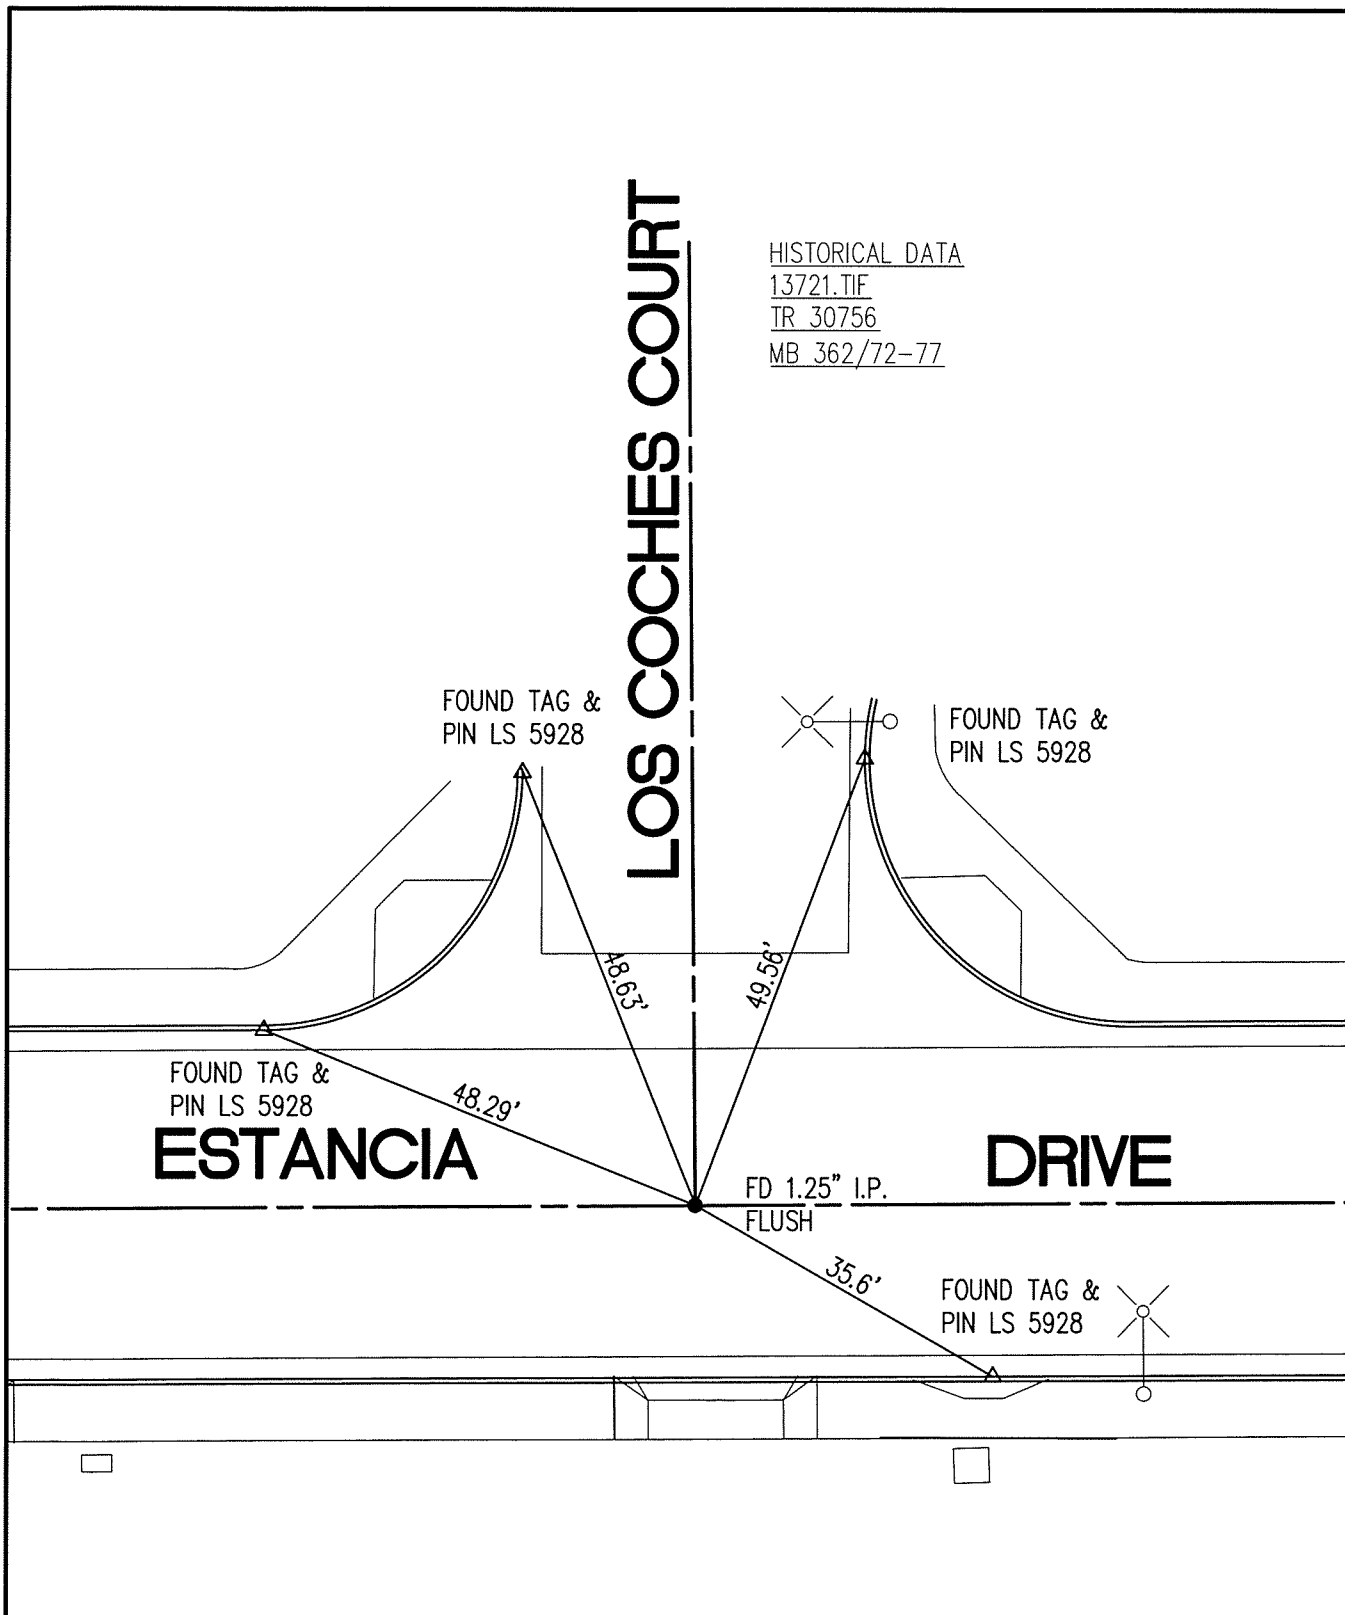 LOS COCHES COURT
HISTORICAL DATA
13721.TIF
TR 30756
MB 362/72-77
FOUND TAG &
PIN LS 5928
FOUND TAG &
PIN LS 5928
48.63'
49.56'
FOUND TAG &
PIN LS 5928
48.29'
ESTANCIA DRIVE
FD 1.25" I.P.
FLUSH
35.6'
FOUND TAG &
PIN LS 5928